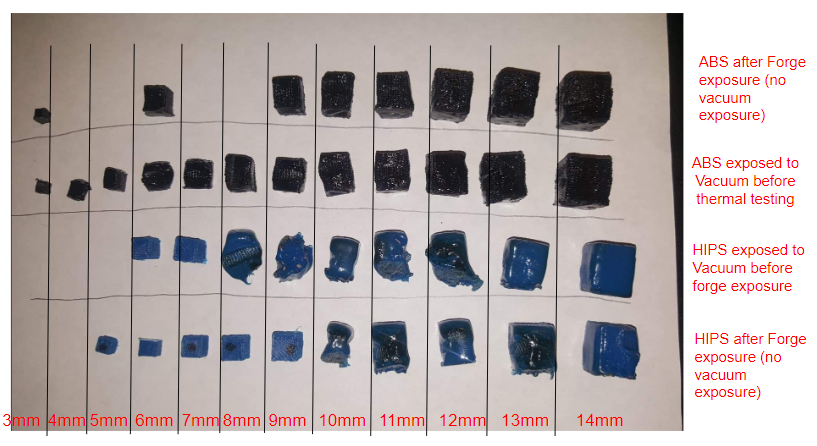 ABS after Forge
exposure (no
vacuum
exposure)
ABS exposed to
Vacuum before
thermal testing
HIPS exposed to
Vacuum before
forge exposure
HIPS after Forge
exposure (no
vacuum
exposure)
3mm 4mm 5mm 6mm 7mm 8mm 9mm 10mm 11mm 12mm 13mm 14mm